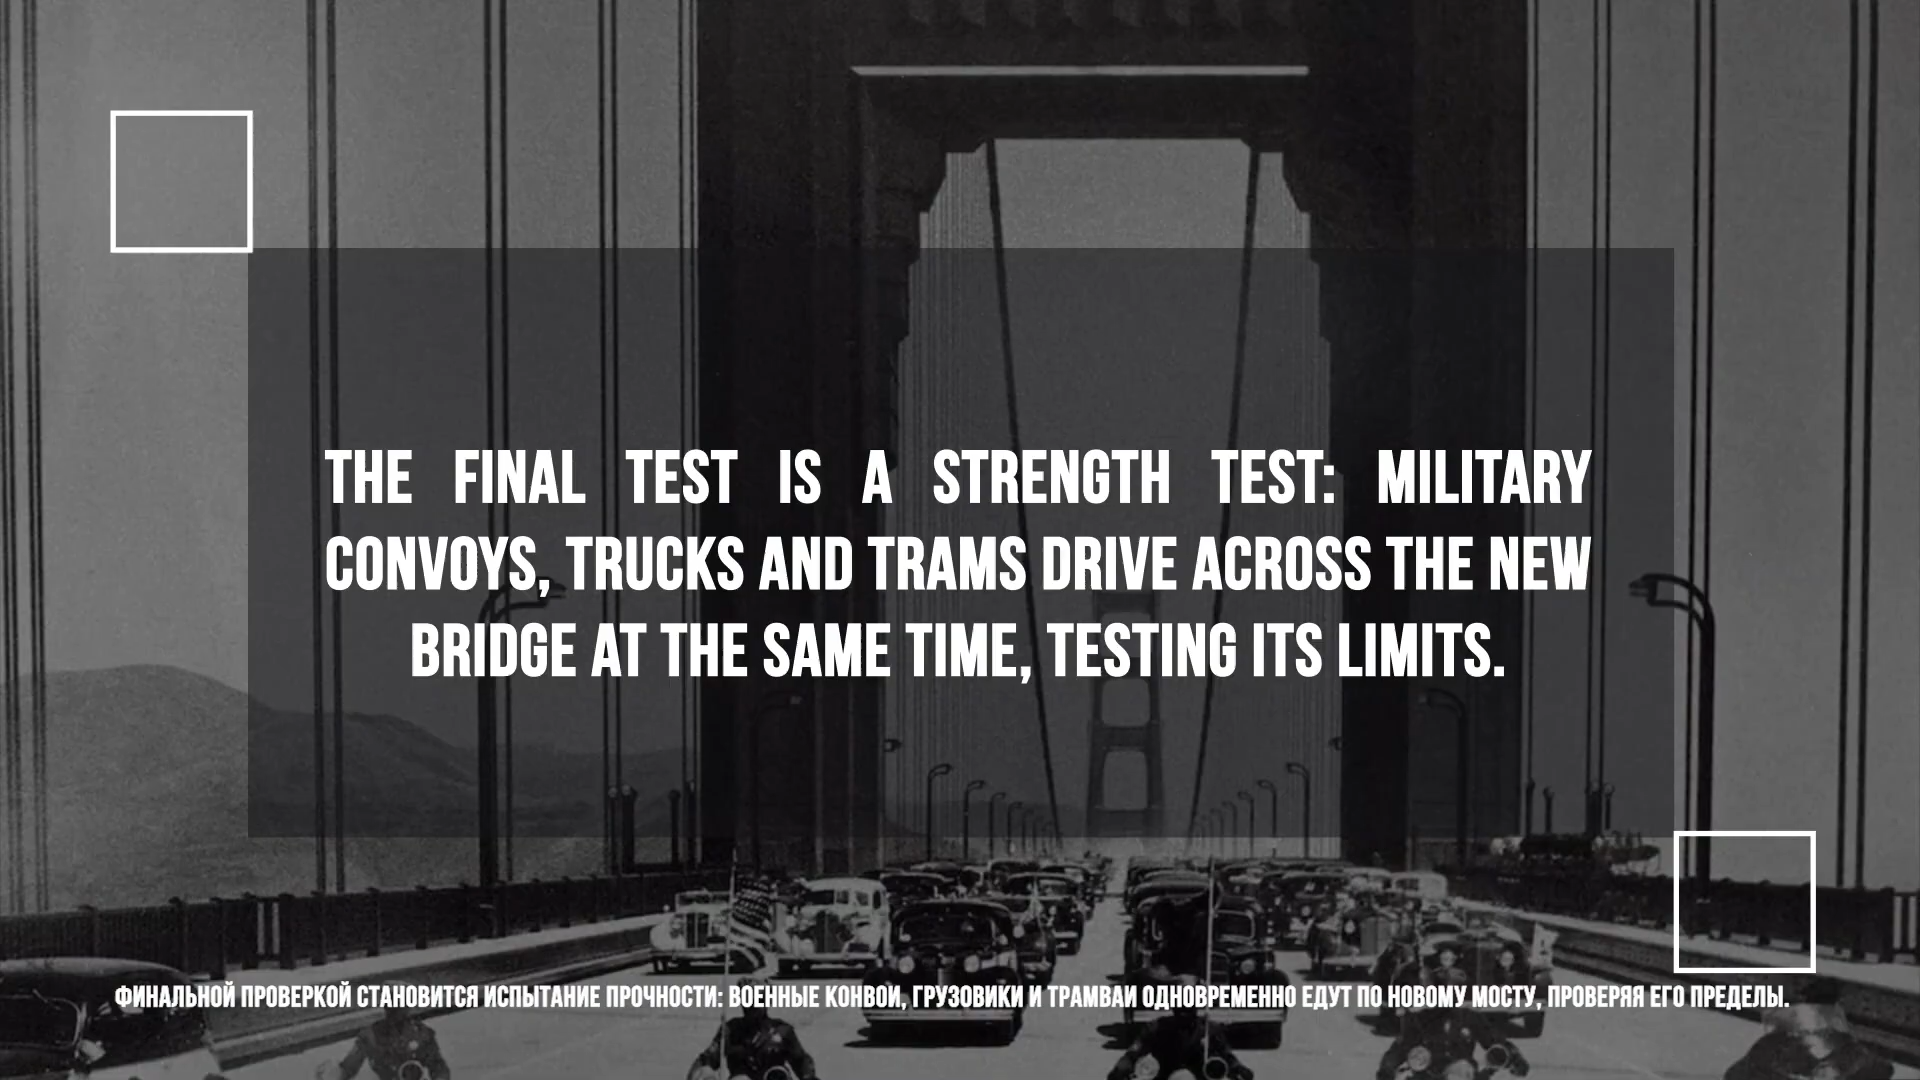 THE FINAL TEST IS A STRENGTH TEST: MILITARY
CONVOYS, TRUCKS AND TRAMS DRIVE ACROSS THE NEW
BRIDGE AT THE SAME TIME, TESTING ITS LIMITS.
ФИНАЛЬНОЙ ПРОВЕРКОЙ СТАНОВИТСЯ ИСПЫТАНИЕ ПРОЧНОСТИ: ВОЕННЫЕ КОНВОИ, ГРУЗОВИКИ И ТРАМВАИ ОДНОВРЕМЕННО ЕДУТ ПО НОВОМУ МОСТУ, ПРОВЕРЯЯ ЕГО ПРЕДЕЛЫ.